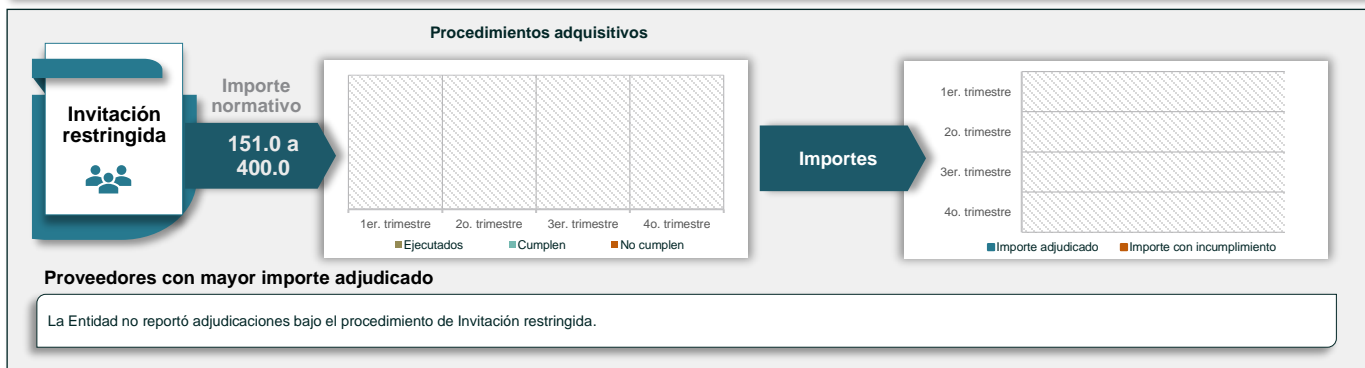 Procedimientos adquisitivos
Invitación
restringida
Importe
normativo
151.0 a
400.0
1er. trimestre 2o. trimestre 3er. trimestre 4o. trimestre
Ejecutados Cumplen No cumplen
Importes
1er. trimestre
2o. trimestre
3er. trimestre
4o. trimestre
Importe adjudicado Importe con incumplimiento
Proveedores con mayor importe adjudicado
La Entidad no reportó adjudicaciones bajo el procedimiento de Invitación restringida.